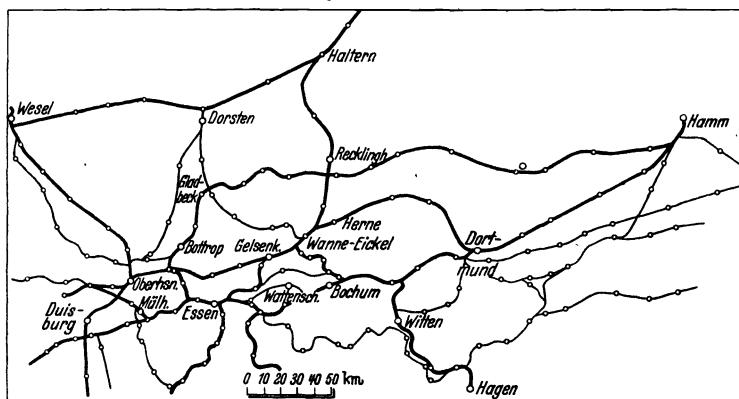 Haltern
Wesel
Dorsten
Hamm
Recklingh.
Glad-
beck
Herne
Dort-
mund
Bottrop
Gelsenk.
Wanne-Eickel
Oberhsn.
Mülh.
Essen
Wattensch.
Bochum
Duis-
burg
Witten
Hagen
0 10 20 30 40 50 km